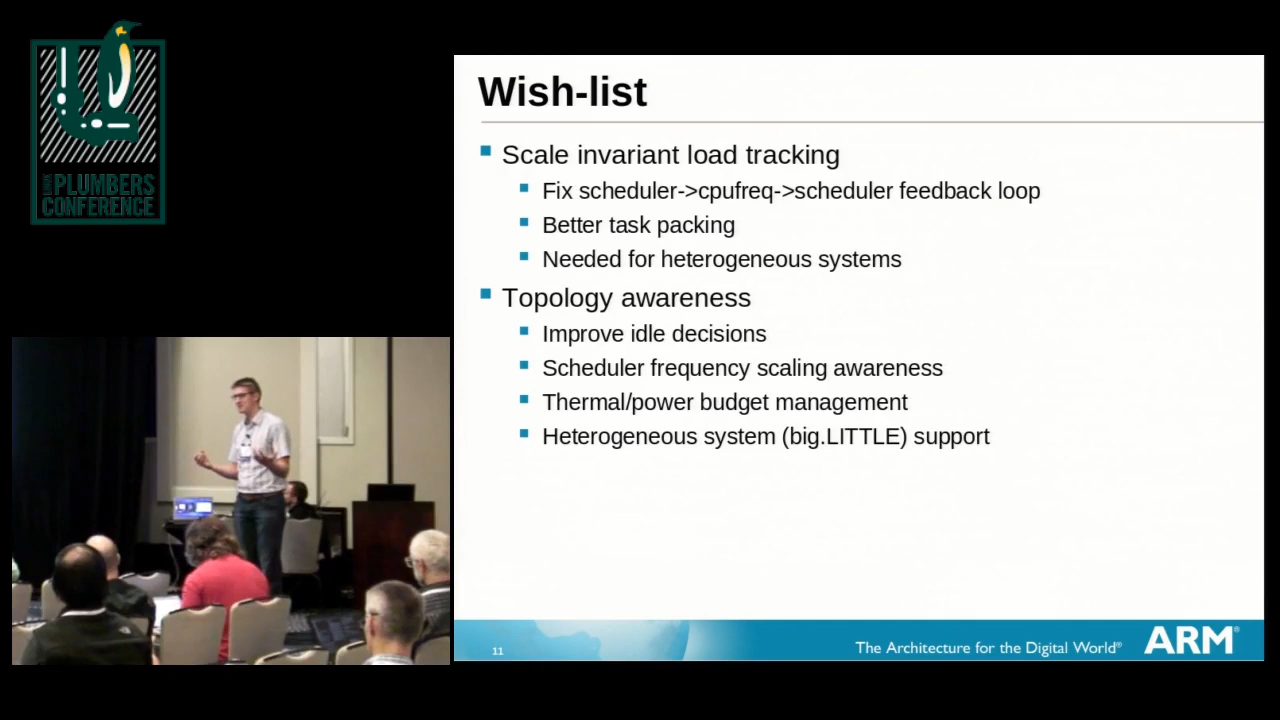 LINUX
PLUMBERS
CONFERENCE
Wish-list
Scale invariant load tracking
Fix scheduler->cpufreq->scheduler feedback loop
Better task packing
Needed for heterogeneous systems
Topology awareness
Improve idle decisions
Scheduler frequency scaling awareness
Thermal/power budget management
Heterogeneous system (big.LITTLE) support
11
The Architecture for the Digital World®
ARM®